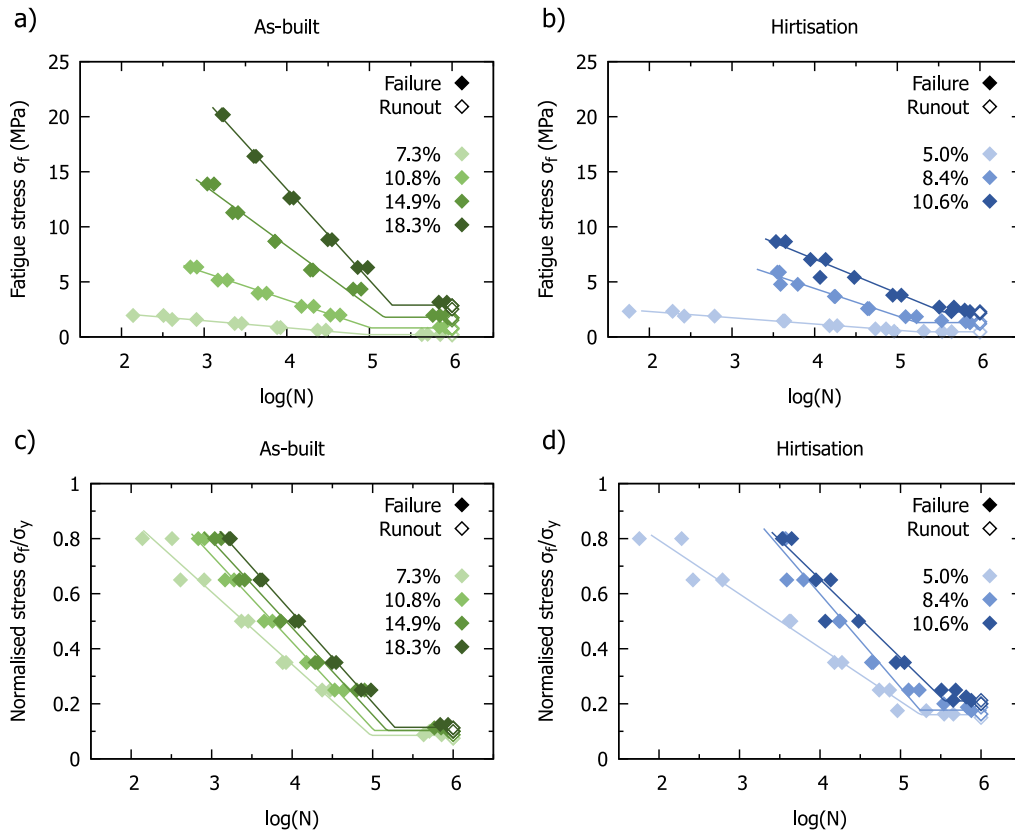 a)
As-built
Fatigue stress σf (MPa)
25
20
15
10
5
0
Failure
Runout
7.3%
10.8%
14.9%
18.3%
2 3 4 5 6
log(N)
b)
Hirtisation
Fatigue stress σf (MPa)
25
20
15
10
5
0
Failure
Runout
5.0%
8.4%
10.6%
2 3 4 5 6
log(N)
c)
As-built
Normalised stress σf/σy
1
0.8
0.6
0.4
0.2
0
Failure
Runout
7.3%
10.8%
14.9%
18.3%
2 3 4 5 6
log(N)
d)
Hirtisation
Normalised stress σf/σy
1
0.8
0.6
0.4
0.2
0
Failure
Runout
5.0%
8.4%
10.6%
2 3 4 5 6
log(N)